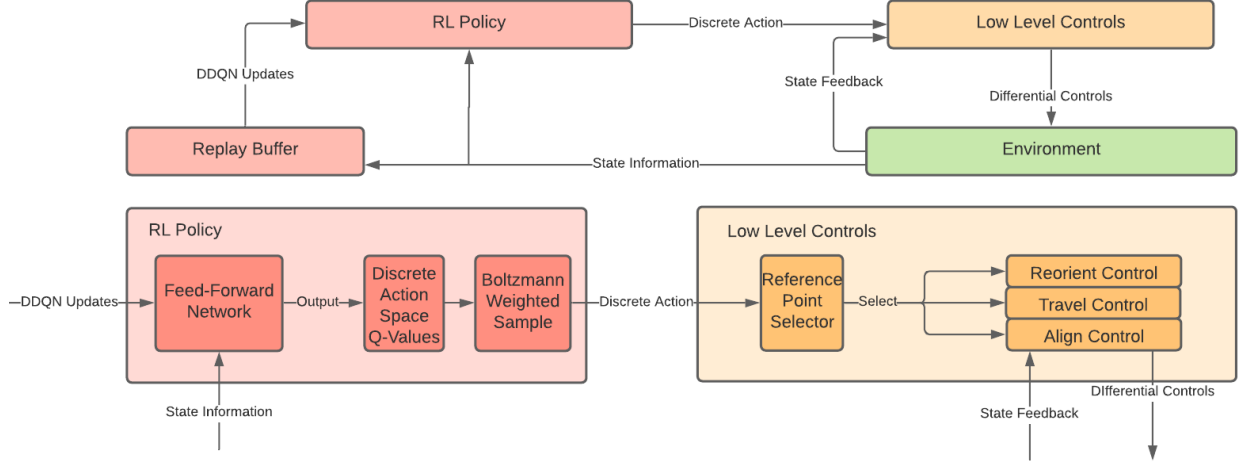 RL Policy
Discrete Action
Low Level Controls
DDQN Updates
State Feedback
Differential Controls
Replay Buffer
State Information
Environment
RL Policy
Low Level Controls
DDQN Updates
Feed-Forward
Network
Output
Discrete
Action
Space
Q-Values
Boltzmann
Weighted
Sample
Discrete Action
Reference
Point
Selector
Select
Reorient Control
Travel Control
Align Control
State Information
State Feedback
DIfferential Controls